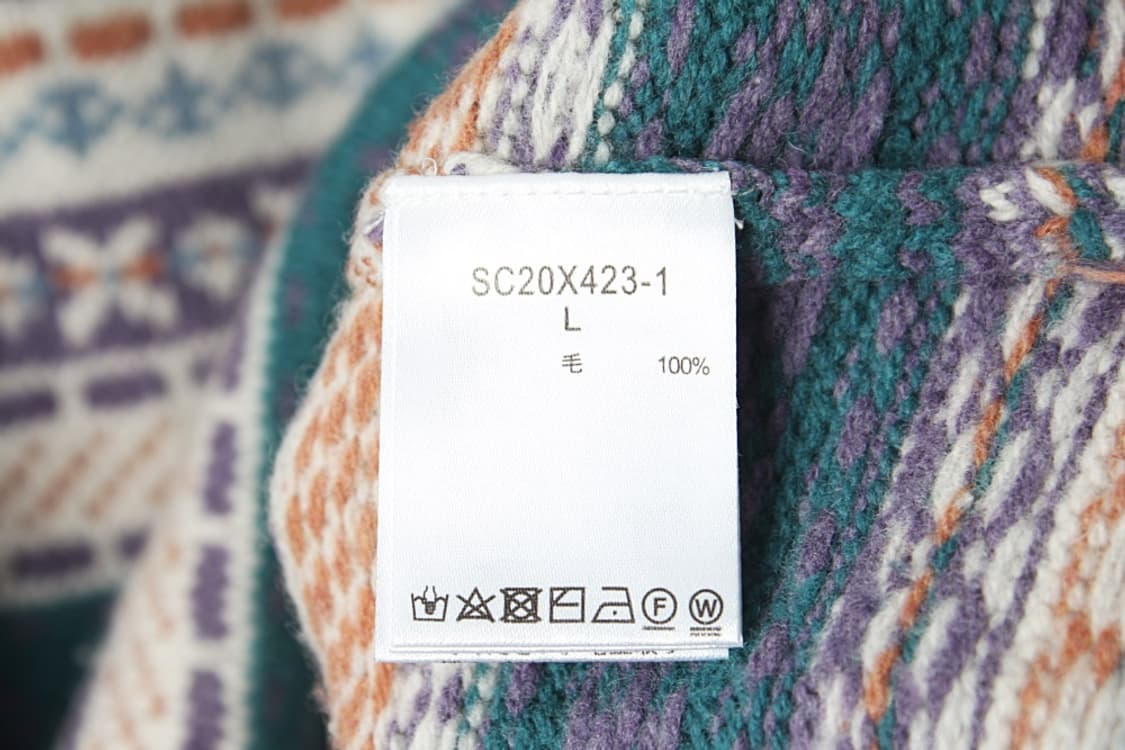 SC20X423-1
L
毛 100%
F W